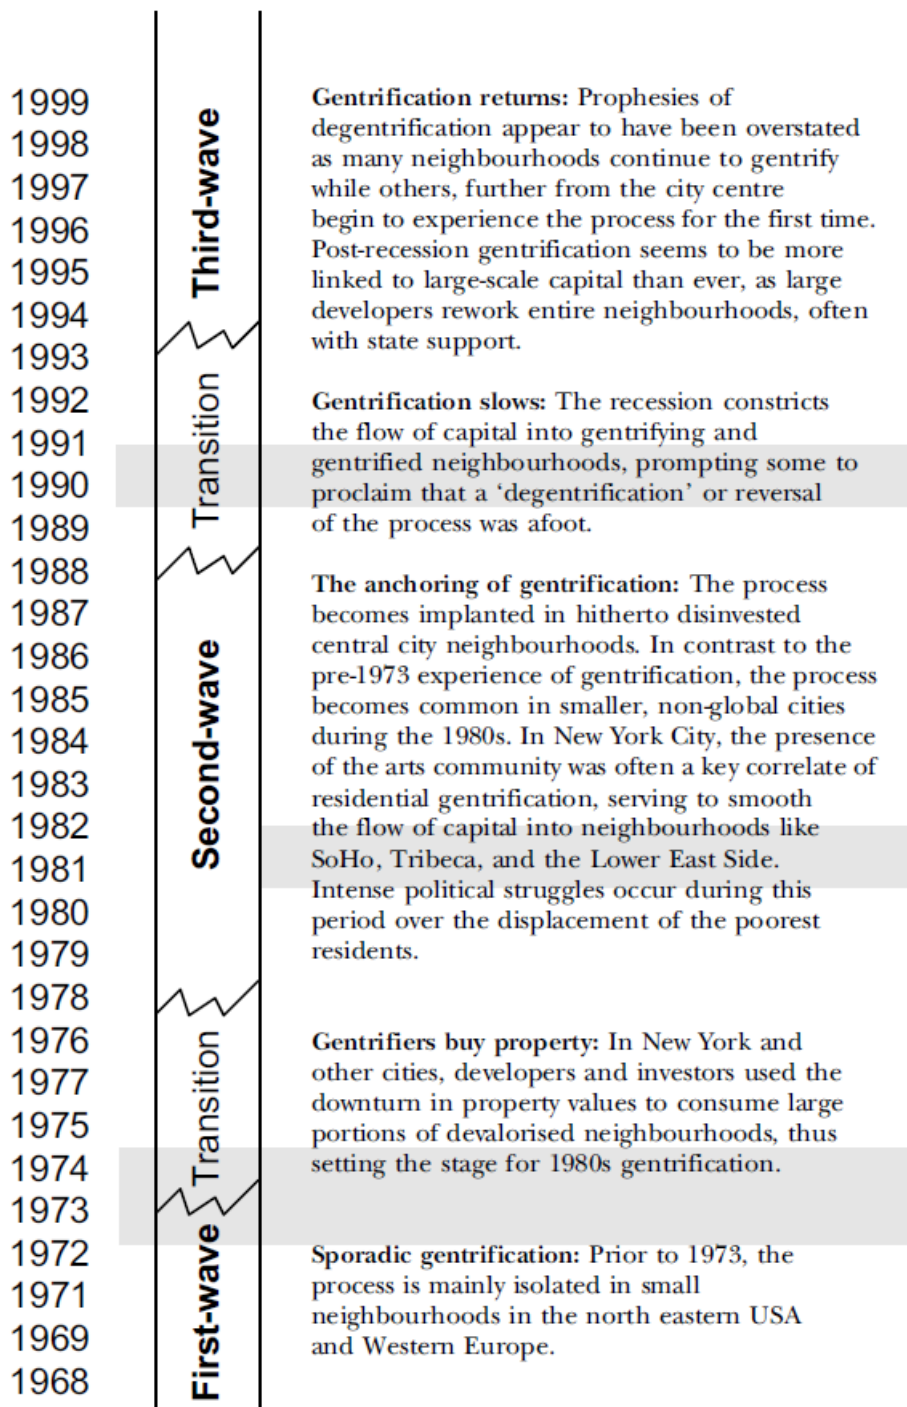 1999
1998
1997
1996
1995
1994
1993
1992
1991
1990
1989
1988
1987
1986
1985
1984
1983
1982
1981
1980
1979
1978
1976
1977
1975
1974
1973
1972
1971
1969
1968
Third-wave
Transition
Second-wave
Transition
First-wave
Gentrification returns: Prophesies of
degentrification appear to have been overstated
as many neighbourhoods continue to gentrify
while others, further from the city centre
begin to experience the process for the first time.
Post-recession gentrification seems to be more
linked to large-scale capital than ever, as large
developers rework entire neighbourhoods, often
with state support.
Gentrification slows: The recession constricts
the flow of capital into gentrifying and
gentrified neighbourhoods, prompting some to
proclaim that a ‘degentrification’ or reversal
of the process was afoot.
The anchoring of gentrification: The process
becomes implanted in hitherto disinvested
central city neighbourhoods. In contrast to the
pre-1973 experience of gentrification, the process
becomes common in smaller, non-global cities
during the 1980s. In New York City, the presence
of the arts community was often a key correlate of
residential gentrification, serving to smooth
the flow of capital into neighbourhoods like
SoHo, Tribeca, and the Lower East Side.
Intense political struggles occur during this
period over the displacement of the poorest
residents.
Gentrifiers buy property: In New York and
other cities, developers and investors used the
downturn in property values to consume large
portions of devalorised neighbourhoods, thus
setting the stage for 1980s gentrification.
Sporadic gentrification: Prior to 1973, the
process is mainly isolated in small
neighbourhoods in the north eastern USA
and Western Europe.